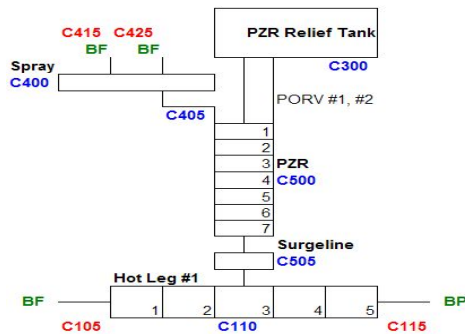 C415 C425
PZR Relief Tank
BF BF
Spray
C300
C400
PORV #1, #2
C405
1
2
3 PZR
4 C500
5
6
7
Surgeline
C505
Hot Leg #1
BF BP
1 2 3 4 5
C105 C110 C115